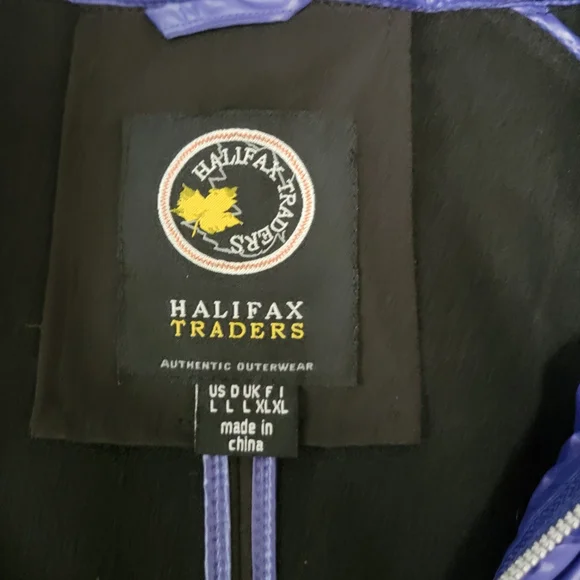 HALIFAX TRADERS
HALIFAX
TRADERS
AUTHENTIC OUTERWEAR
US D UK F I
L L L XL XL
made in
china